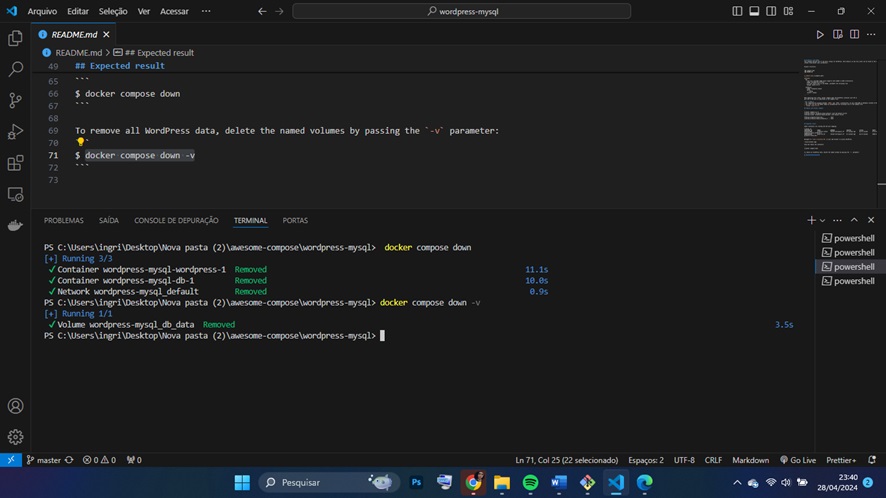 Arquivo Editar Seleção Ver Acessar ··· wordpress-mysql
README.md
README.md > ## Expected result
49 ## Expected result
65 ```
66 $ docker compose down
67 ```
68
69 To remove all WordPress data, delete the named volumes by passing the `-v` parameter:
70 `
71 $ docker compose down -v
72 ```
73
PROBLEMAS SAÍDA CONSOLE DE DEPURAÇÃO TERMINAL PORTAS
PS C:\Users\ingri\Desktop\Nova pasta (2)\awesome-compose\wordpress-mysql> docker compose down
[+] Running 3/3
✓ Container wordpress-mysql-wordpress-1 Removed 11.1s
✓ Container wordpress-mysql-db-1 Removed 10.0s
✓ Network wordpress-mysql_default Removed 0.9s
PS C:\Users\ingri\Desktop\Nova pasta (2)\awesome-compose\wordpress-mysql> docker compose down -v
[+] Running 1/1
✓ Volume wordpress-mysql_db_data Removed 3.5s
PS C:\Users\ingri\Desktop\Nova pasta (2)\awesome-compose\wordpress-mysql>
powershell
powershell
powershell
powershell
master 0 0 0 Ln 71, Col 25 (22 selecionado) Espaços: 2 UTF-8 CRLF Markdown Go Live Prettier+
Pesquisar Ps W
23:40
28/04/2024 2